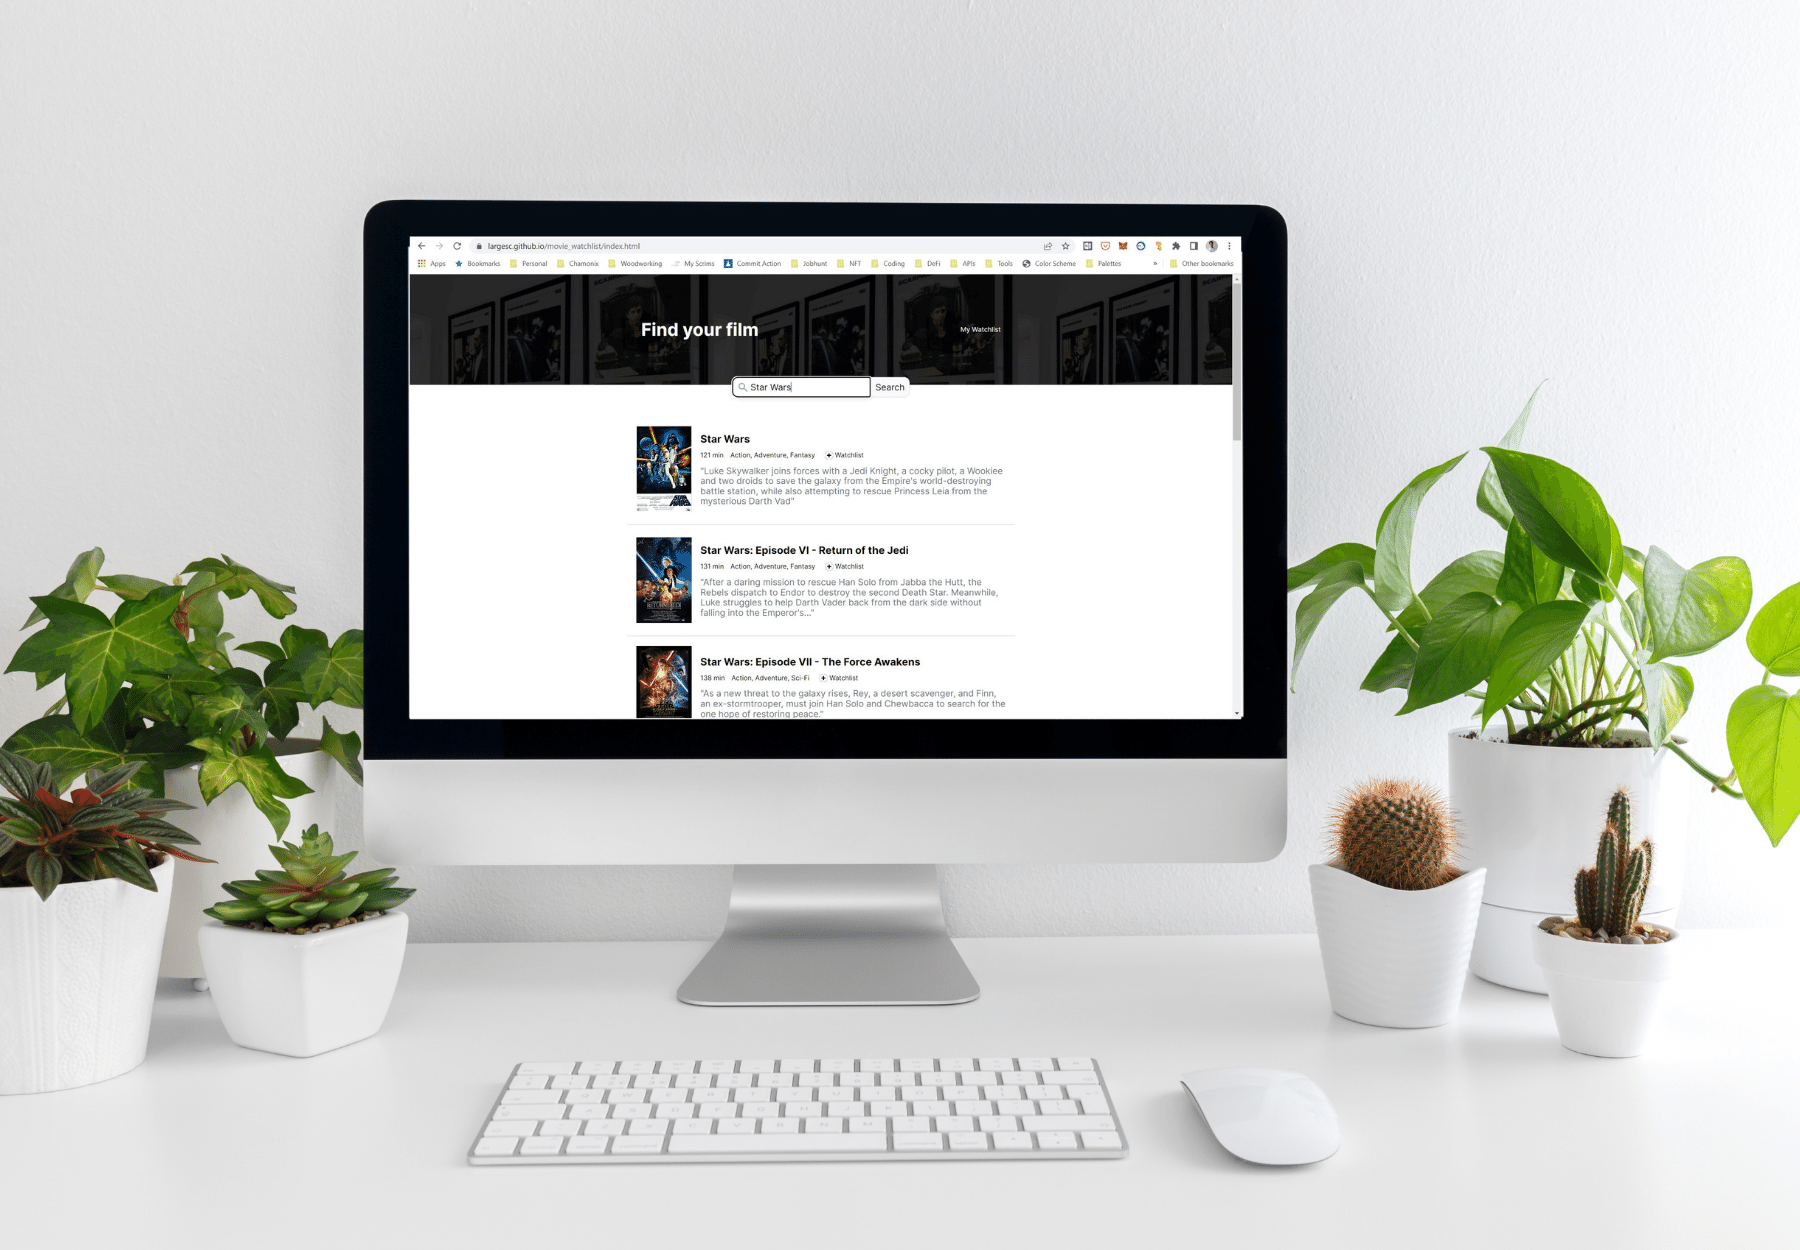 largesc.github.io/movie_watchlist/index.html
Apps Bookmarks Personal Chamonix Woodworking My Scrims Commit Action Jobhunt NFT Coding DeFi APIs Tools Color Scheme Palettes » Other bookmarks
Find your film
My Watchlist
Star Wars Search
Star Wars
121 min Action, Adventure, Fantasy + Watchlist
"Luke Skywalker joins forces with a Jedi Knight, a cocky pilot, a Wookiee
and two droids to save the galaxy from the Empire's world-destroying
battle station, while also attempting to rescue Princess Leia from the
mysterious Darth Vad"
Star Wars: Episode VI - Return of the Jedi
131 min Action, Adventure, Fantasy + Watchlist
"After a daring mission to rescue Han Solo from Jabba the Hutt, the
Rebels dispatch to Endor to destroy the second Death Star. Meanwhile,
Luke struggles to help Darth Vader back from the dark side without
falling into the Emperor's..."
Star Wars: Episode VII - The Force Awakens
138 min Action, Adventure, Sci-Fi + Watchlist
"As a new threat to the galaxy rises, Rey, a desert scavenger, and Finn,
an ex-stormtrooper, must join Han Solo and Chewbacca to search for the
one hope of restoring peace."